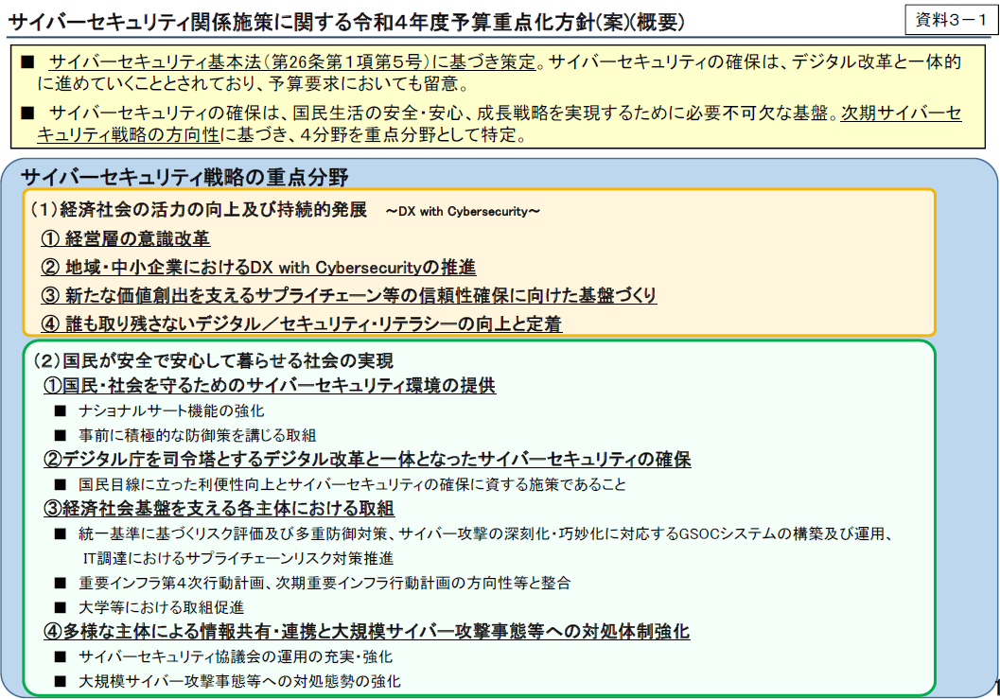 サイバーセキュリティ関係施策に関する令和４年度予算重点化方針(案)(概要)
資料３－１
■ サイバーセキュリティ基本法（第26条第１項第５号）に基づき策定。サイバーセキュリティの確保は、デジタル改革と一体的
に進めていくこととされており、予算要求においても留意。
■ サイバーセキュリティの確保は、国民生活の安全・安心、成長戦略を実現するために必要不可欠な基盤。次期サイバーセ
キュリティ戦略の方向性に基づき、４分野を重点分野として特定。
サイバーセキュリティ戦略の重点分野
（１）経済社会の活力の向上及び持続的発展 ～DX with Cybersecurity～
① 経営層の意識改革
② 地域・中小企業におけるDX with Cybersecurityの推進
③ 新たな価値創出を支えるサプライチェーン等の信頼性確保に向けた基盤づくり
④ 誰も取り残さないデジタル／セキュリティ・リテラシーの向上と定着
（２）国民が安全で安心して暮らせる社会の実現
①国民・社会を守るためのサイバーセキュリティ環境の提供
■ ナショナルサート機能の強化
■ 事前に積極的な防御策を講じる取組
②デジタル庁を司令塔とするデジタル改革と一体となったサイバーセキュリティの確保
■ 国民目線に立った利便性向上とサイバーセキュリティの確保に資する施策であること
③経済社会基盤を支える各主体における取組
■ 統一基準に基づくリスク評価及び多重防御対策、サイバー攻撃の深刻化・巧妙化に対応するGSOCシステムの構築及び運用、
IT調達におけるサプライチェーンリスク対策推進
■ 重要インフラ第４次行動計画、次期重要インフラ行動計画の方向性等と整合
■ 大学等における取組促進
④多様な主体による情報共有・連携と大規模サイバー攻撃事態等への対処体制強化
■ サイバーセキュリティ協議会の運用の充実・強化
■ 大規模サイバー攻撃事態等への対処態勢の強化
1